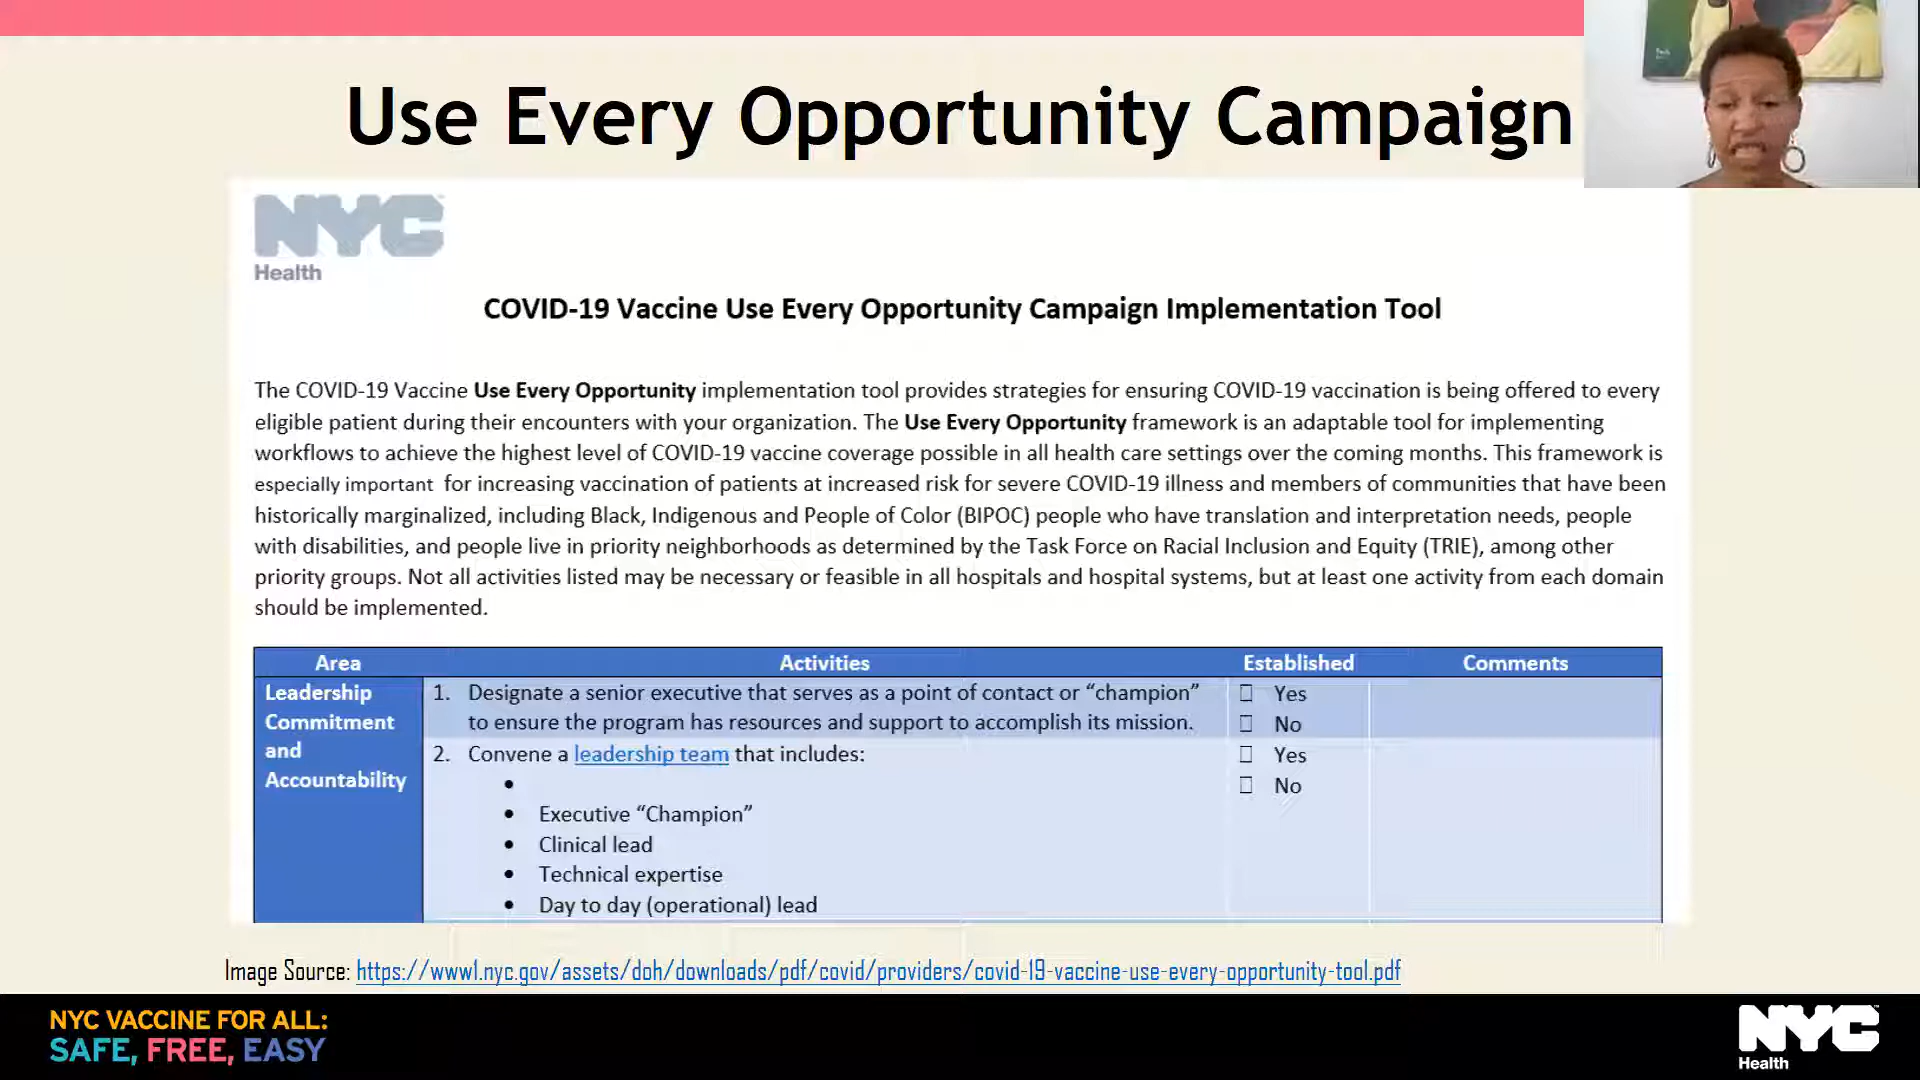 Use Every Opportunity Campaign
NYC
Health
COVID-19 Vaccine Use Every Opportunity Campaign Implementation Tool
The COVID-19 Vaccine Use Every Opportunity implementation tool provides strategies for ensuring COVID-19 vaccination is being offered to every
eligible patient during their encounters with your organization. The Use Every Opportunity framework is an adaptable tool for implementing
workflows to achieve the highest level of COVID-19 vaccine coverage possible in all health care settings over the coming months. This framework is
especially important for increasing vaccination of patients at increased risk for severe COVID-19 illness and members of communities that have been
historically marginalized, including Black, Indigenous and People of Color (BIPOC) people who have translation and interpretation needs, people
with disabilities, and people live in priority neighborhoods as determined by the Task Force on Racial Inclusion and Equity (TRIE), among other
priority groups. Not all activities listed may be necessary or feasible in all hospitals and hospital systems, but at least one activity from each domain
should be implemented.
Area Activities Established Comments
Leadership
Commitment
and
Accountability
1. Designate a senior executive that serves as a point of contact or “champion”
to ensure the program has resources and support to accomplish its mission.
☐ Yes
☐ No
2. Convene a leadership team that includes:
•
• Executive “Champion”
• Clinical lead
• Technical expertise
• Day to day (operational) lead
☐ Yes
☐ No
Image Source: https://www1.nyc.gov/assets/doh/downloads/pdf/covid/providers/covid-19-vaccine-use-every-opportunity-tool.pdf
NYC VACCINE FOR ALL:
SAFE, FREE, EASY
NYC
Health